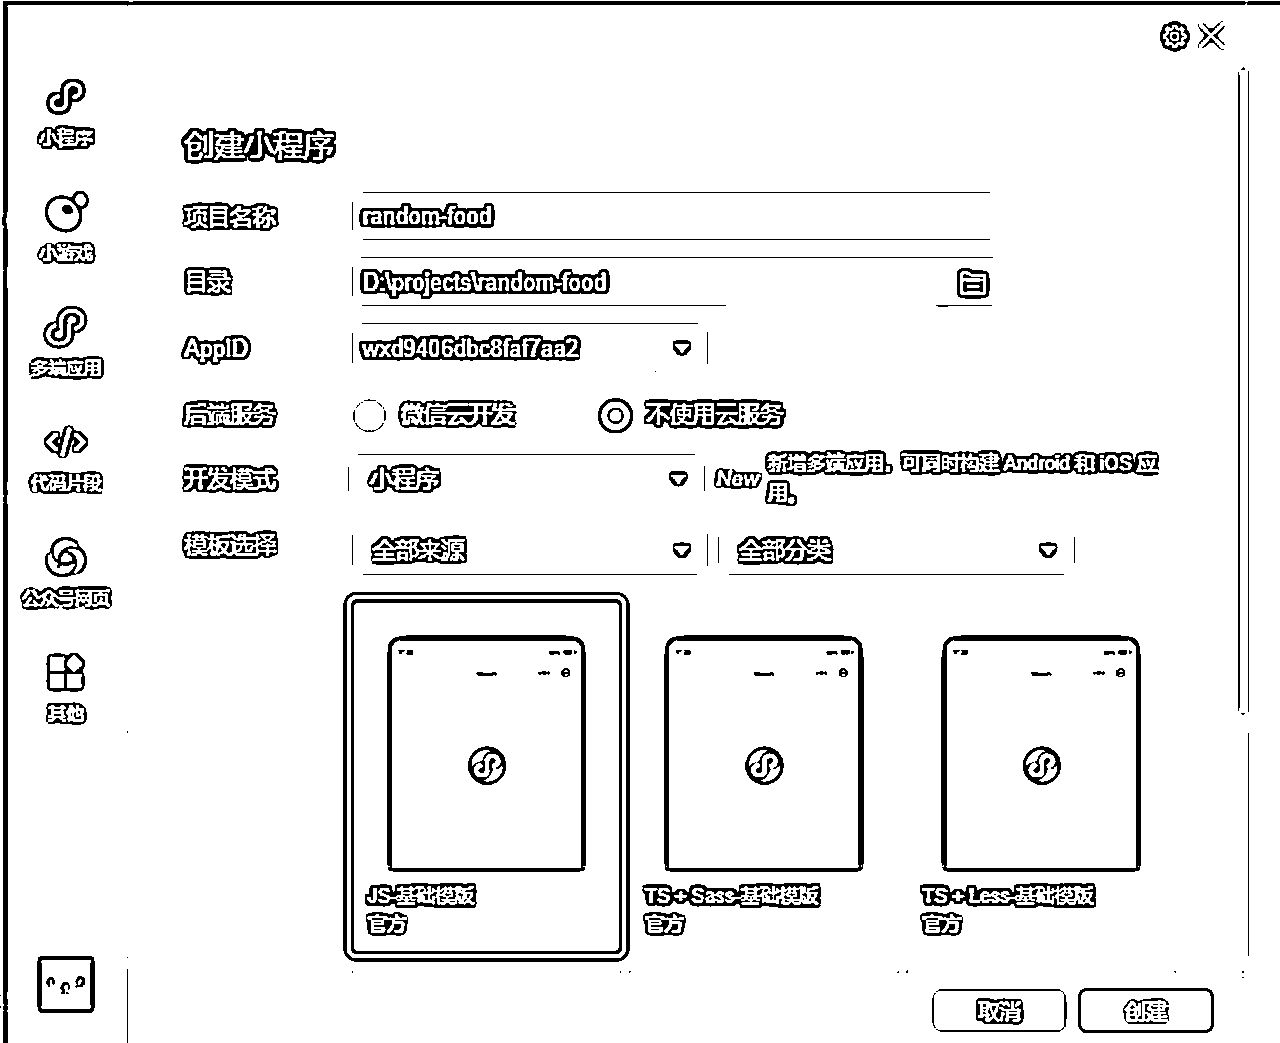 小程序
小游戏
多端应用
代码片段
公众号网页
其他
创建小程序
项目名称 random-food
目录 D:\projects\random-food
AppID wxd9406dbc8faf7aa2
后端服务 微信云开发 不使用云服务
开发模式 小程序 New 新增多端应用，可同时构建 Android 和 iOS 应
用。
模板选择 全部来源 全部分类
JS-基础模版 TS + Sass-基础模版 TS + Less-基础模版
官方 官方 官方
取消 创建